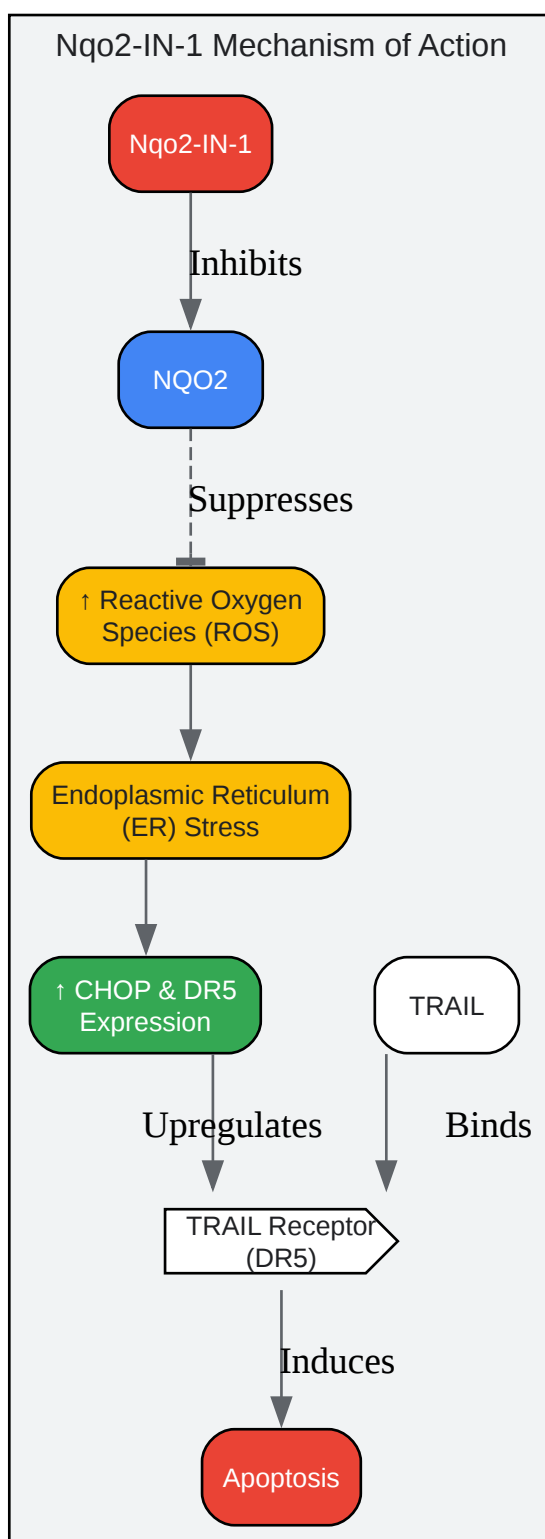 Nqo2-IN-1 Mechanism of Action
Nqo2-IN-1
Inhibits
NQO2
Suppresses
↑ Reactive Oxygen
Species (ROS)
Endoplasmic Reticulum
(ER) Stress
↑ CHOP & DR5
Expression
TRAIL
Upregulates
Binds
TRAIL Receptor
(DR5)
Induces
Apoptosis